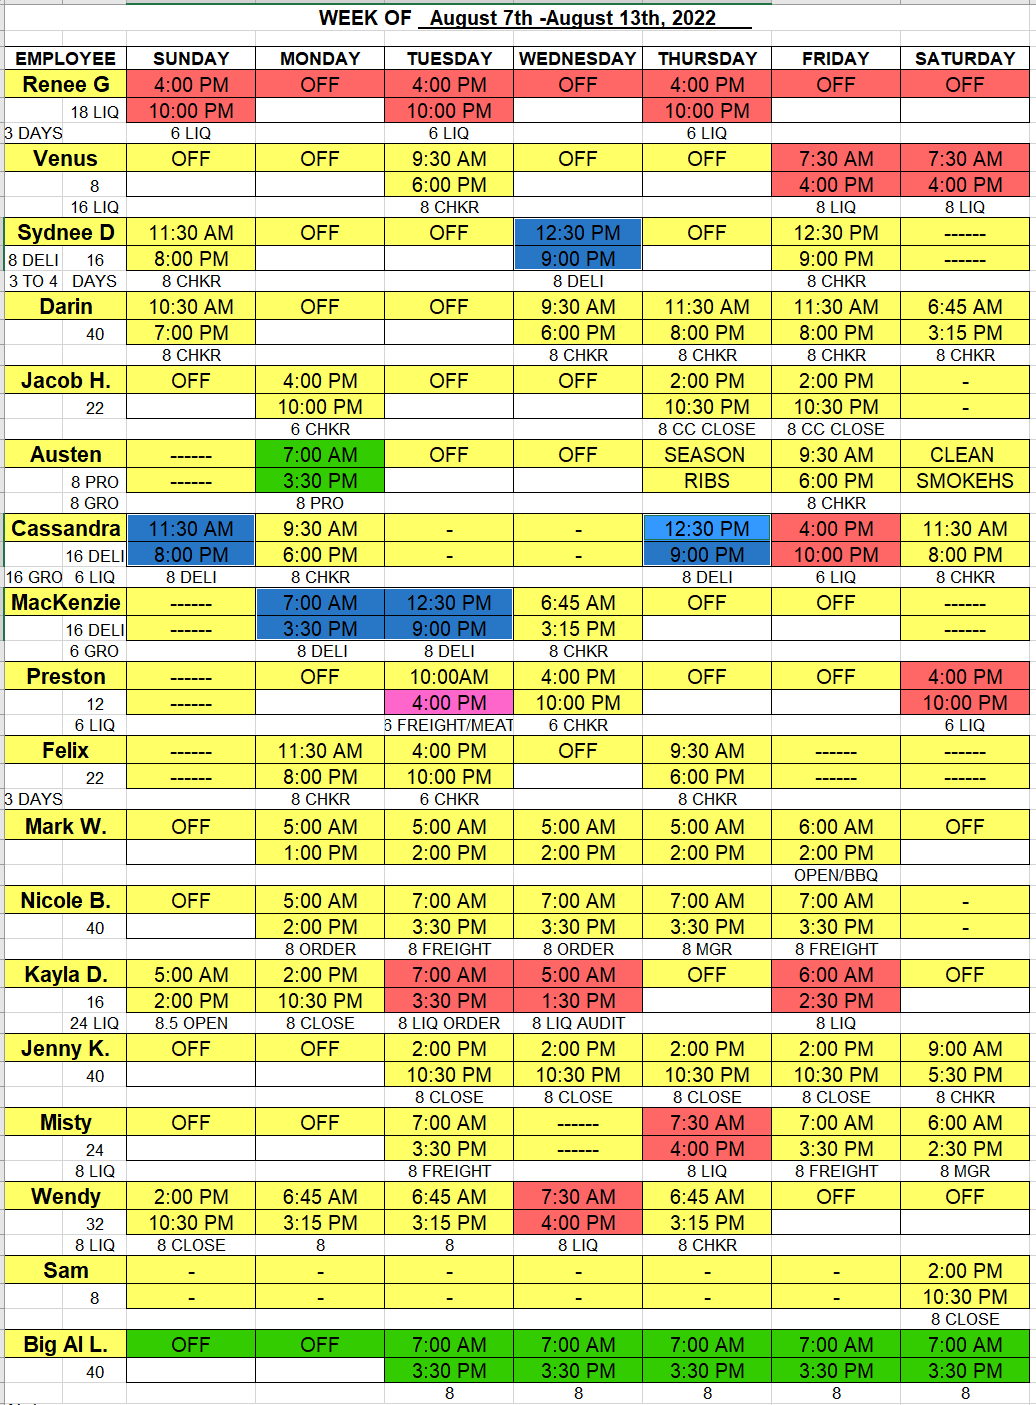 WEEK OF August 7th -August 13th, 2022
EMPLOYEE SUNDAY MONDAY TUESDAY WEDNESDAY THURSDAY FRIDAY SATURDAY
Renee G 4:00 PM OFF 4:00 PM OFF 4:00 PM OFF OFF
18 LIQ 10:00 PM 10:00 PM 10:00 PM
3 DAYS 6 LIQ 6 LIQ 6 LIQ
Venus OFF OFF 9:30 AM OFF OFF 7:30 AM 7:30 AM
8 6:00 PM 4:00 PM 4:00 PM
16 LIQ 8 CHKR 8 LIQ 8 LIQ
Sydnee D 11:30 AM OFF OFF 12:30 PM OFF 12:30 PM ------
8 DELI 16 8:00 PM 9:00 PM 9:00 PM ------
3 TO 4 DAYS 8 CHKR 8 DELI 8 CHKR
Darin 10:30 AM OFF OFF 9:30 AM 11:30 AM 11:30 AM 6:45 AM
40 7:00 PM 6:00 PM 8:00 PM 8:00 PM 3:15 PM
8 CHKR 8 CHKR 8 CHKR 8 CHKR 8 CHKR
Jacob H. OFF 4:00 PM OFF OFF 2:00 PM 2:00 PM -
22 10:00 PM 10:30 PM 10:30 PM -
6 CHKR 8 CC CLOSE 8 CC CLOSE
Austen ------ 7:00 AM OFF OFF SEASON 9:30 AM CLEAN
8 PRO ------ 3:30 PM RIBS 6:00 PM SMOKEHS
8 GRO 8 PRO 8 CHKR
Cassandra 11:30 AM 9:30 AM - - 12:30 PM 4:00 PM 11:30 AM
16 DELI 8:00 PM 6:00 PM - - 9:00 PM 10:00 PM 8:00 PM
16 GRO 6 LIQ 8 DELI 8 CHKR 8 DELI 6 LIQ 8 CHKR
MacKenzie ------ 7:00 AM 12:30 PM 6:45 AM OFF OFF ------
16 DELI ------ 3:30 PM 9:00 PM 3:15 PM ------
6 GRO 8 DELI 8 DELI 8 CHKR
Preston ------ OFF 10:00AM 4:00 PM OFF OFF 4:00 PM
12 ------ 4:00 PM 10:00 PM 10:00 PM
6 LIQ 6 FREIGHT/MEAT 6 CHKR 6 LIQ
Felix ------ 11:30 AM 4:00 PM OFF 9:30 AM ------ ------
22 ------ 8:00 PM 10:00 PM 6:00 PM ------ ------
3 DAYS 8 CHKR 6 CHKR 8 CHKR
Mark W. OFF 5:00 AM 5:00 AM 5:00 AM 5:00 AM 6:00 AM OFF
1:00 PM 2:00 PM 2:00 PM 2:00 PM 2:00 PM
OPEN/BBQ
Nicole B. OFF 5:00 AM 7:00 AM 7:00 AM 7:00 AM 7:00 AM -
40 2:00 PM 3:30 PM 3:30 PM 3:30 PM 3:30 PM -
8 ORDER 8 FREIGHT 8 ORDER 8 MGR 8 FREIGHT
Kayla D. 5:00 AM 2:00 PM 7:00 AM 5:00 AM OFF 6:00 AM OFF
16 2:00 PM 10:30 PM 3:30 PM 1:30 PM 2:30 PM
24 LIQ 8.5 OPEN 8 CLOSE 8 LIQ ORDER 8 LIQ AUDIT 8 LIQ
Jenny K. OFF OFF 2:00 PM 2:00 PM 2:00 PM 2:00 PM 9:00 AM
40 10:30 PM 10:30 PM 10:30 PM 10:30 PM 5:30 PM
8 CLOSE 8 CLOSE 8 CLOSE 8 CLOSE 8 CHKR
Misty OFF OFF 7:00 AM ------ 7:30 AM 7:00 AM 6:00 AM
24 3:30 PM ------ 4:00 PM 3:30 PM 2:30 PM
8 LIQ 8 FREIGHT 8 LIQ 8 FREIGHT 8 MGR
Wendy 2:00 PM 6:45 AM 6:45 AM 7:30 AM 6:45 AM OFF OFF
32 10:30 PM 3:15 PM 3:15 PM 4:00 PM 3:15 PM
8 LIQ 8 CLOSE 8 8 8 LIQ 8 CHKR
Sam - - - - - - 2:00 PM
8 - - - - - - 10:30 PM
8 CLOSE
Big Al L. OFF OFF 7:00 AM 7:00 AM 7:00 AM 7:00 AM 7:00 AM
40 3:30 PM 3:30 PM 3:30 PM 3:30 PM 3:30 PM
8 8 8 8 8